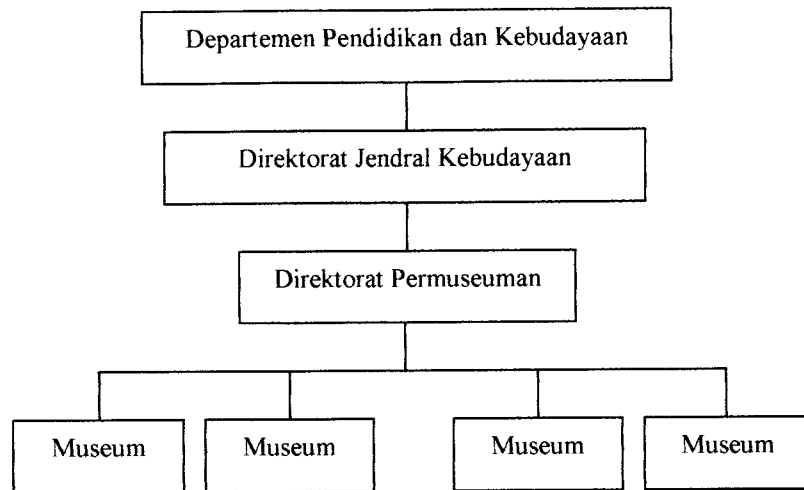 Departemen Pendidikan dan Kebudayaan
Direktorat Jendral Kebudayaan
Direktorat Permuseuman
Museum
Museum
Museum
Museum